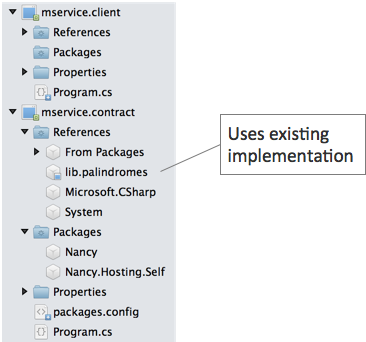 mservice.client
References
Packages
Properties
Program.cs
mservice.contract
References
From Packages
lib.palindromes
Microsoft.CSharp
System
Packages
Nancy
Nancy.Hosting.Self
Properties
packages.config
Program.cs
Uses existing
implementation